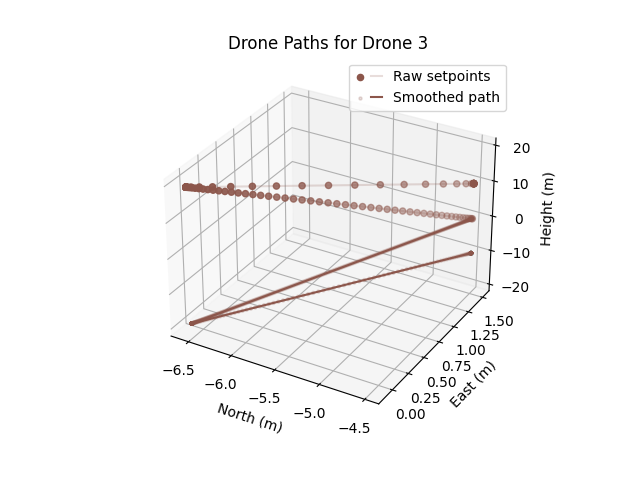 Drone Paths for Drone 3
Raw setpoints
Smoothed path
20
10
0
−10
−20
Height (m)
1.50
1.25
1.00
0.75
0.50
0.25
0.00
East (m)
−6.5
−6.0
−5.5
−5.0
−4.5
North (m)